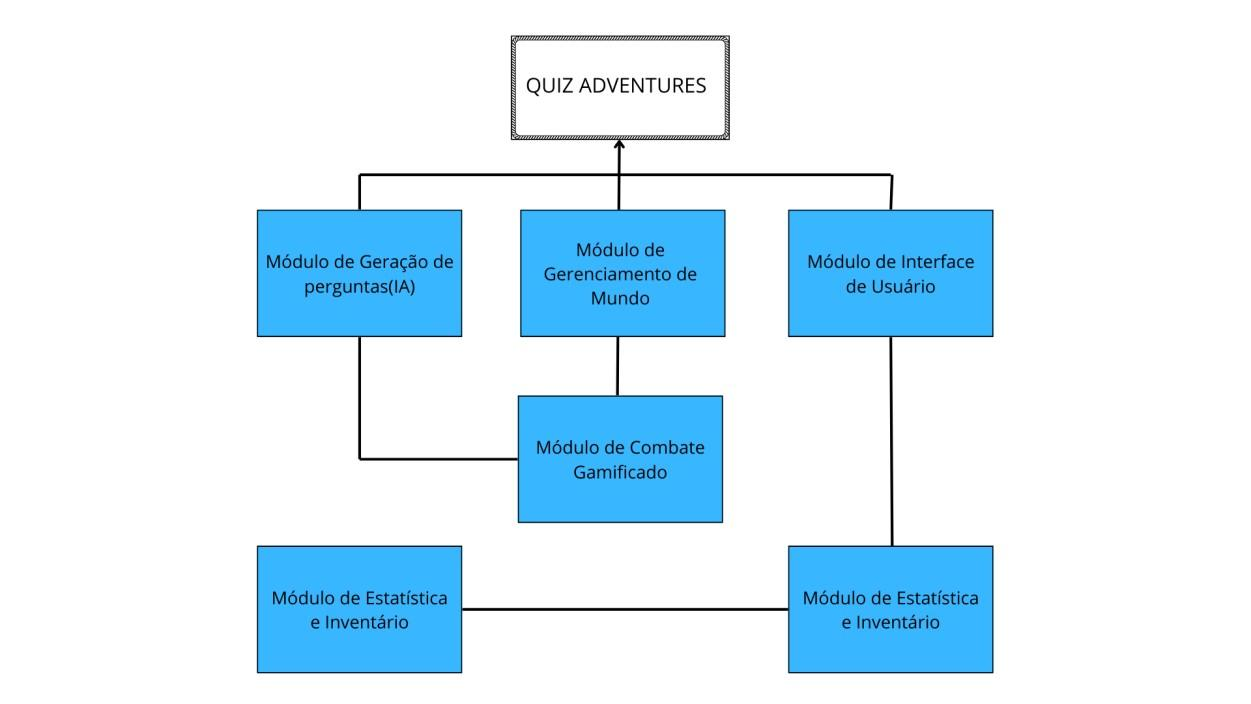 QUIZ ADVENTURES
Módulo de Geração de
perguntas(IA)
Módulo de
Gerenciamento de
Mundo
Módulo de Interface
de Usuário
Módulo de Combate
Gamificado
Módulo de Estatística
e Inventário
Módulo de Estatística
e Inventário